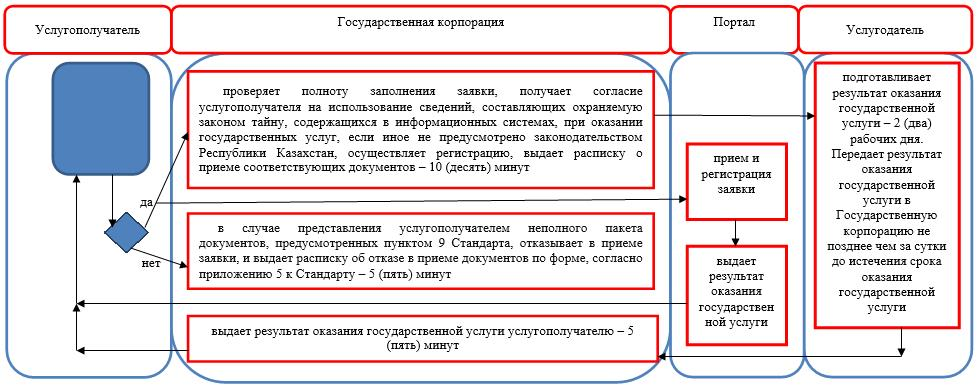 Услугополучатель
Государственная корпорация
Портал
Услугодатель
проверяет полноту заполнения заявки, получает согласие
услугополучателя на использование сведений, составляющих охраняемую
законом тайну, содержащихся в информационных системах, при оказании
государственных услуг, если иное не предусмотрено законодательством
Республики Казахстан, осуществляет регистрацию, выдает расписку о
приеме соответствующих документов – 10 (десять) минут
да
нет
в случае представления услугополучателем неполного пакета
документов, предусмотренных пунктом 9 Стандарта, отказывает в приеме
заявки, и выдает расписку об отказе в приеме документов по форме, согласно
приложению 5 к Стандарту – 5 (пять) минут
выдает результат оказания государственной услуги услугополучателю – 5
(пять) минут
прием и
регистрация
заявки
выдает
результат
оказания
государствен
ной услуги
подготавливает
результат оказания
государственной
услуги – 2 (два)
рабочих дня.
Передает результат
оказания
государственной
услуги в
Государственную
корпорацию не
позднее чем за сутки
до истечения срока
оказания
государственной
услуги